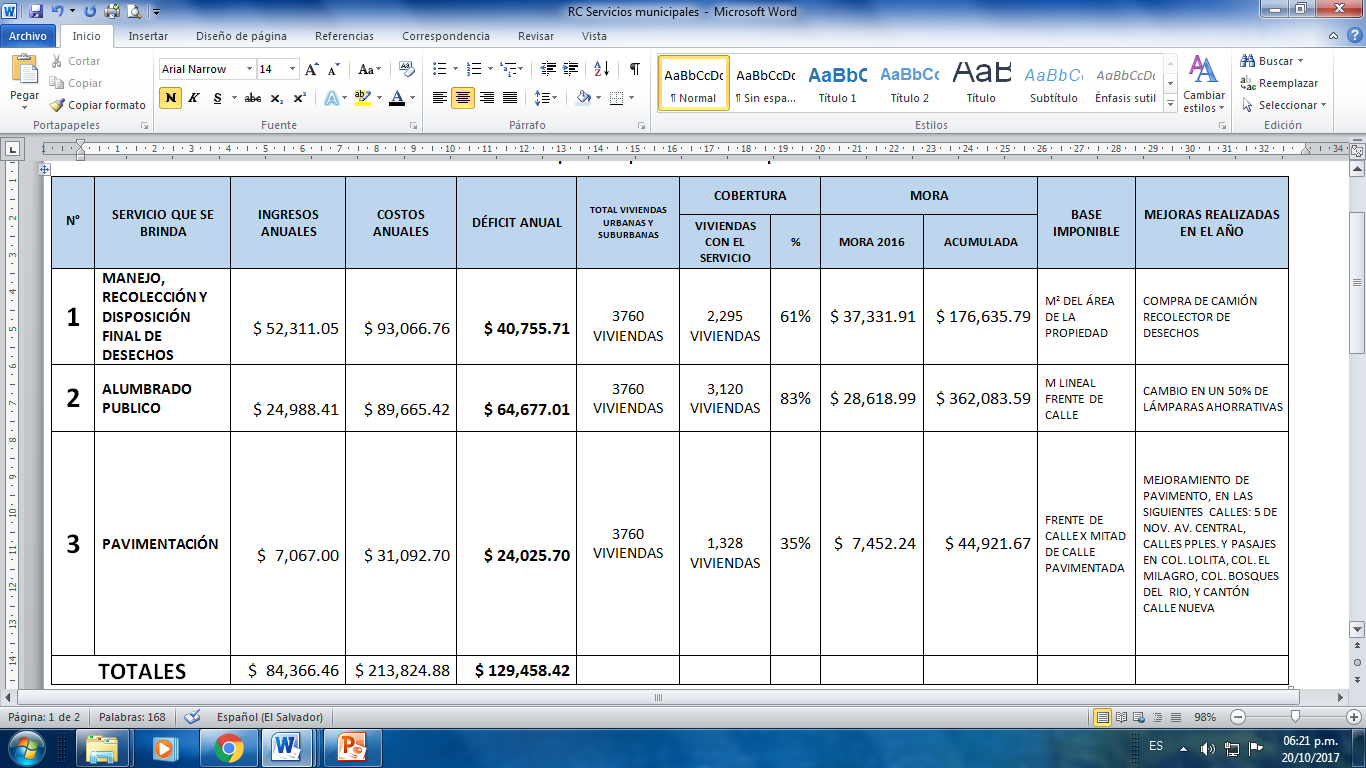 RC Servicios municipales - Microsoft Word
Archivo Inicio Insertar Diseño de página Referencias Correspondencia Revisar Vista
Pegar
Cortar
Copiar
Copiar formato
Portapapeles
Arial Narrow 14
Fuente
Párrafo
AaBbCcDc AaBbCcDc AaBbC AaBbCc AaB AaBbCc AaBbCcDc
¶ Normal ¶ Sin espa... Título 1 Título 2 Título Subtítulo Énfasis sutil
Estilos
Cambiar
estilos
Buscar
Reemplazar
Seleccionar
Edición
N°
SERVICIO QUE SE
BRINDA
INGRESOS
ANUALES
COSTOS
ANUALES
DÉFICIT ANUAL
TOTAL VIVIENDAS
URBANAS Y
SUBURBANAS
COBERTURA
VIVIENDAS
CON EL
SERVICIO
%
MORA
MORA 2016
ACUMULADA
BASE
IMPONIBLE
MEJORAS REALIZADAS
EN EL AÑO
1
MANEJO,
RECOLECCIÓN Y
DISPOSICIÓN
FINAL DE
DESECHOS
$ 52,311.05
$ 93,066.76
$ 40,755.71
3760
VIVIENDAS
2,295
VIVIENDAS
61%
$ 37,331.91
$ 176,635.79
M² DEL ÁREA
DE LA
PROPIEDAD
COMPRA DE CAMIÓN
RECOLECTOR DE
DESECHOS
2
ALUMBRADO
PUBLICO
$ 24,988.41
$ 89,665.42
$ 64,677.01
3760
VIVIENDAS
3,120
VIVIENDAS
83%
$ 28,618.99
$ 362,083.59
M LINEAL
FRENTE DE
CALLE
CAMBIO EN UN 50% DE
LÁMPARAS AHORRATIVAS
3
PAVIMENTACIÓN
$ 7,067.00
$ 31,092.70
$ 24,025.70
3760
VIVIENDAS
1,328
VIVIENDAS
35%
$ 7,452.24
$ 44,921.67
FRENTE DE
CALLE X MITAD
DE CALLE
PAVIMENTADA
MEJORAMIENTO DE
PAVIMENTO, EN LAS
SIGUIENTES CALLES: 5 DE
NOV. AV. CENTRAL,
CALLES PPLES. Y PASAJES
EN COL. LOLITA, COL. EL
MILAGRO, COL. BOSQUES
DEL RIO, Y CANTÓN
CALLE NUEVA
TOTALES
$ 84,366.46
$ 213,824.88
$ 129,458.42
Página: 1 de 2 Palabras: 168 Español (El Salvador) 98%
ES
06:21 p.m.
20/10/2017